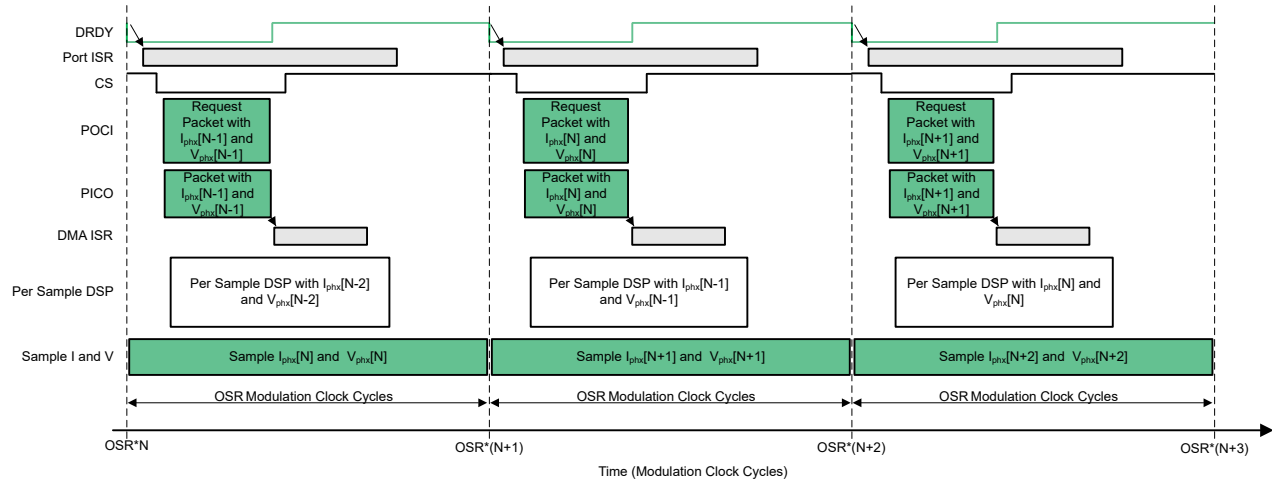 DRDY
Port ISR
CS
POCI
Request
Packet with
Iphx[N-1] and
Vphx[N-1]
Request
Packet with
Iphx[N] and
Vphx[N]
Request
Packet with
Iphx[N+1] and
Vphx[N+1]
PICO
Packet with
Iphx[N-1] and
Vphx[N-1]
Packet with
Iphx[N] and
Vphx[N]
Packet with
Iphx[N+1] and
Vphx[N+1]
DMA ISR
Per Sample DSP
Per Sample DSP with Iphx[N-2]
and Vphx[N-2]
Per Sample DSP with Iphx[N-1]
and Vphx[N-1]
Per Sample DSP with Iphx[N] and
Vphx[N]
Sample I and V
Sample Iphx[N] and Vphx[N]
Sample Iphx[N+1] and Vphx[N+1]
Sample Iphx[N+2] and Vphx[N+2]
OSR Modulation Clock Cycles
OSR Modulation Clock Cycles
OSR Modulation Clock Cycles
OSR*N
OSR*(N+1)
OSR*(N+2)
OSR*(N+3)
Time (Modulation Clock Cycles)